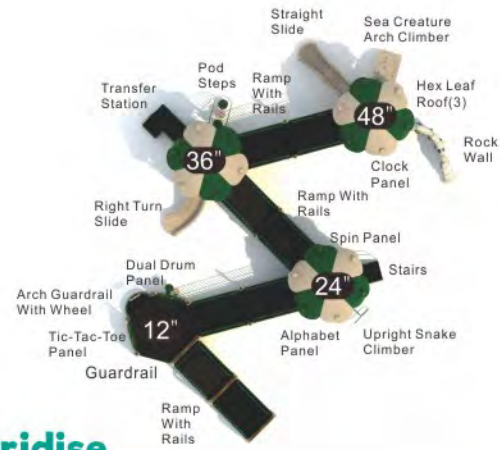 Straight
Slide
Sea Creature
Arch Climber
Pod
Steps
Ramp
With
Rails
Transfer
Station
Hex Leaf
Roof(3)
48"
Rock
Wall
36"
Clock
Panel
Right Turn
Slide
Ramp With
Rails
Spin Panel
Dual Drum
Panel
Stairs
Arch Guardrail
With Wheel
24"
12"
Tic-Tac-Toe
Panel
Alphabet
Panel
Upright Snake
Climber
Guardrail
Ramp
With
Rails